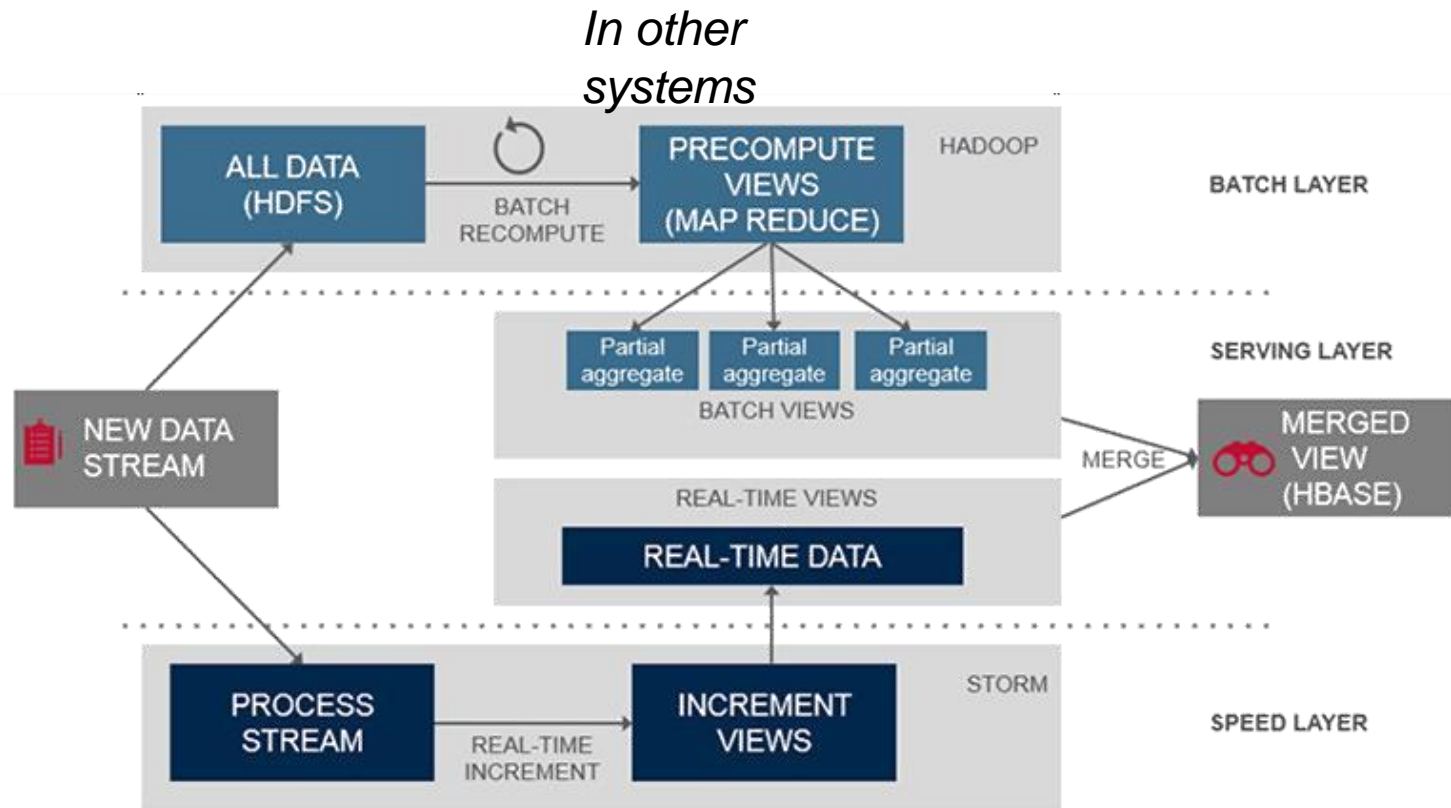 In other
systems
ALL DATA
(HDFS)
BATCH
RECOMPUTE
PRECOMPUTE
VIEWS
(MAP REDUCE)
HADOOP
BATCH LAYER
Partial
aggregate
Partial
aggregate
Partial
aggregate
BATCH VIEWS
SERVING LAYER
NEW DATA
STREAM
MERGE
MERGED
VIEW
(HBASE)
REAL-TIME VIEWS
REAL-TIME DATA
PROCESS
STREAM
REAL-TIME
INCREMENT
INCREMENT
VIEWS
STORM
SPEED LAYER